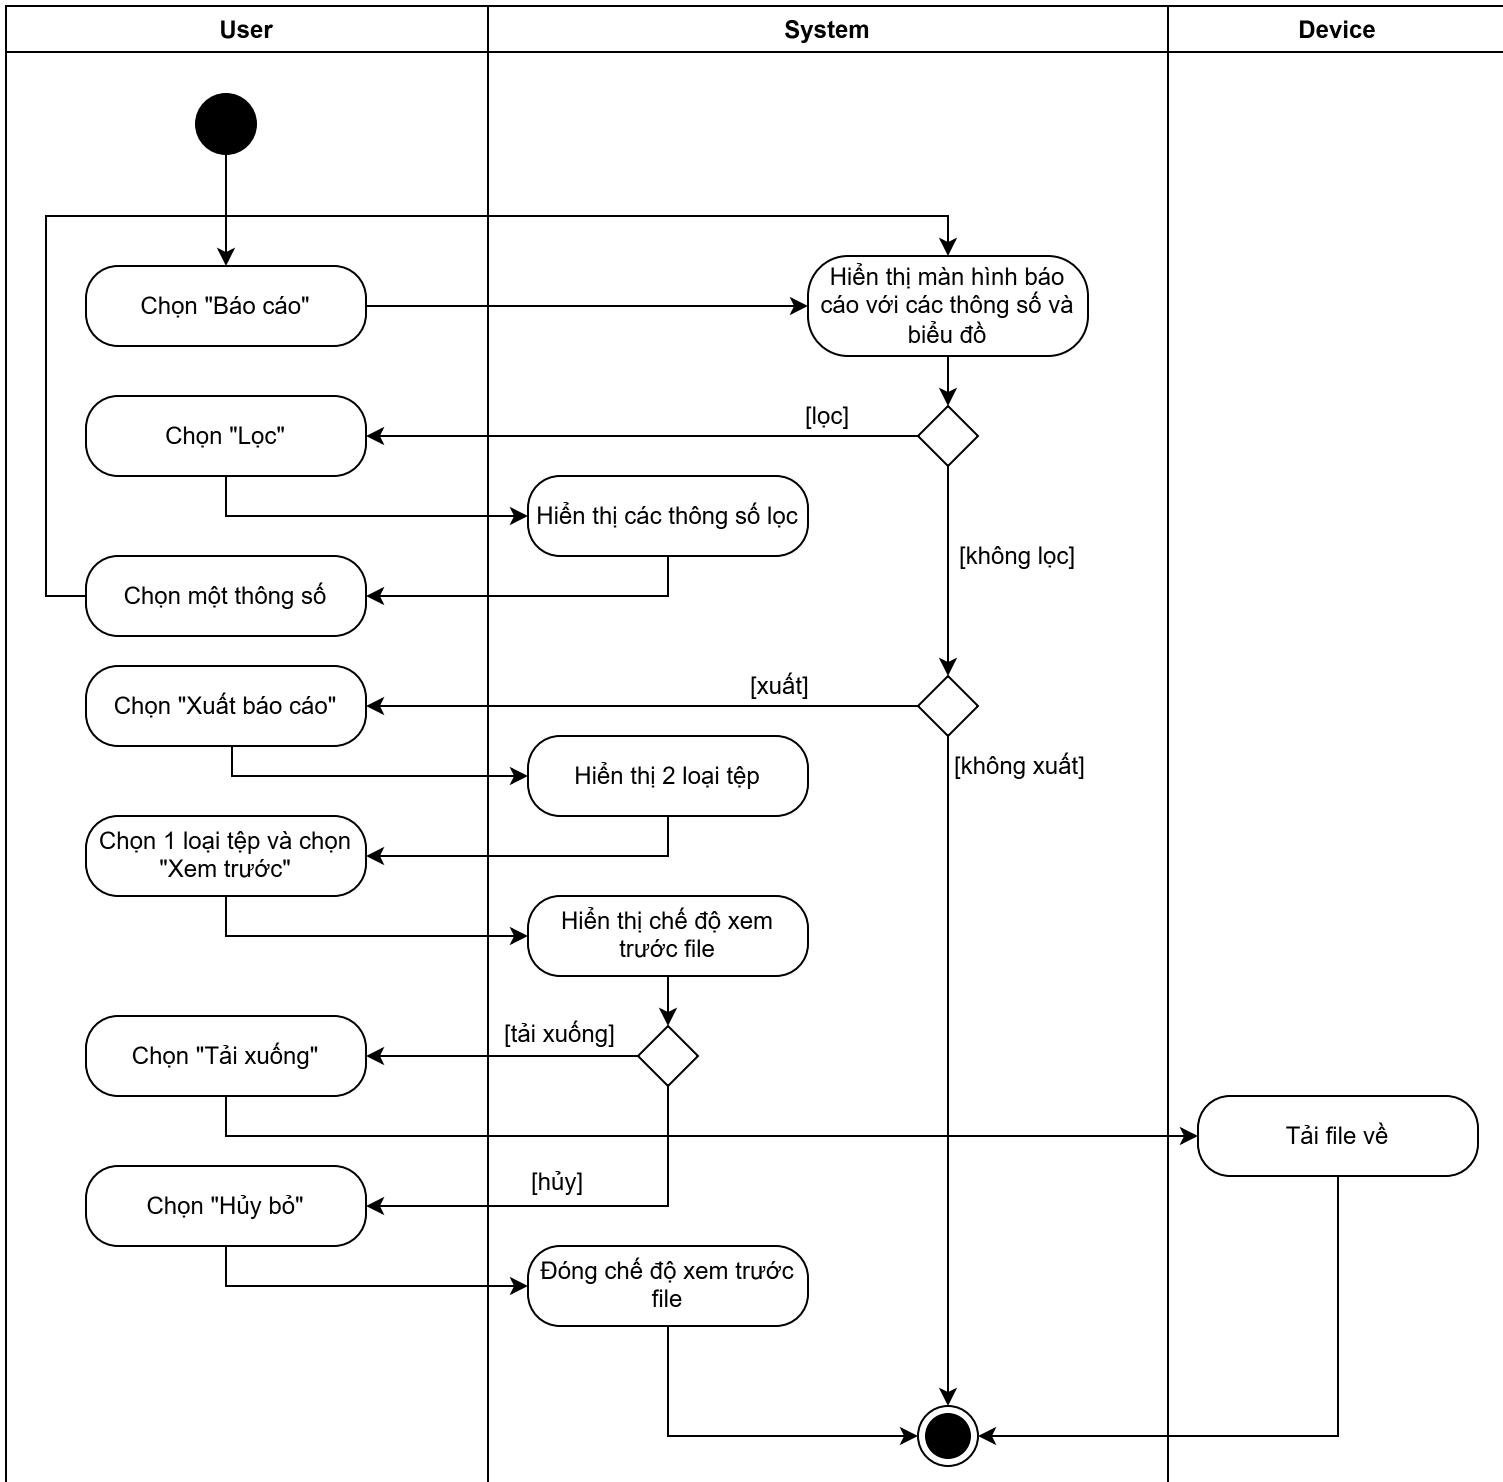 User
System
Device
Hiển thị màn hình báo
cáo với các thông số và
biểu đồ
Chọn "Báo cáo"
[lọc]
Chọn "Lọc"
Hiển thị các thông số lọc
[không lọc]
Chọn một thông số
[xuất]
Chọn "Xuất báo cáo"
[không xuất]
Hiển thị 2 loại tệp
Chọn 1 loại tệp và chọn
"Xem trước"
Hiển thị chế độ xem
trước file
[tải xuống]
Chọn "Tải xuống"
Tải file về
[hủy]
Chọn "Hủy bỏ"
Đóng chế độ xem trước
file